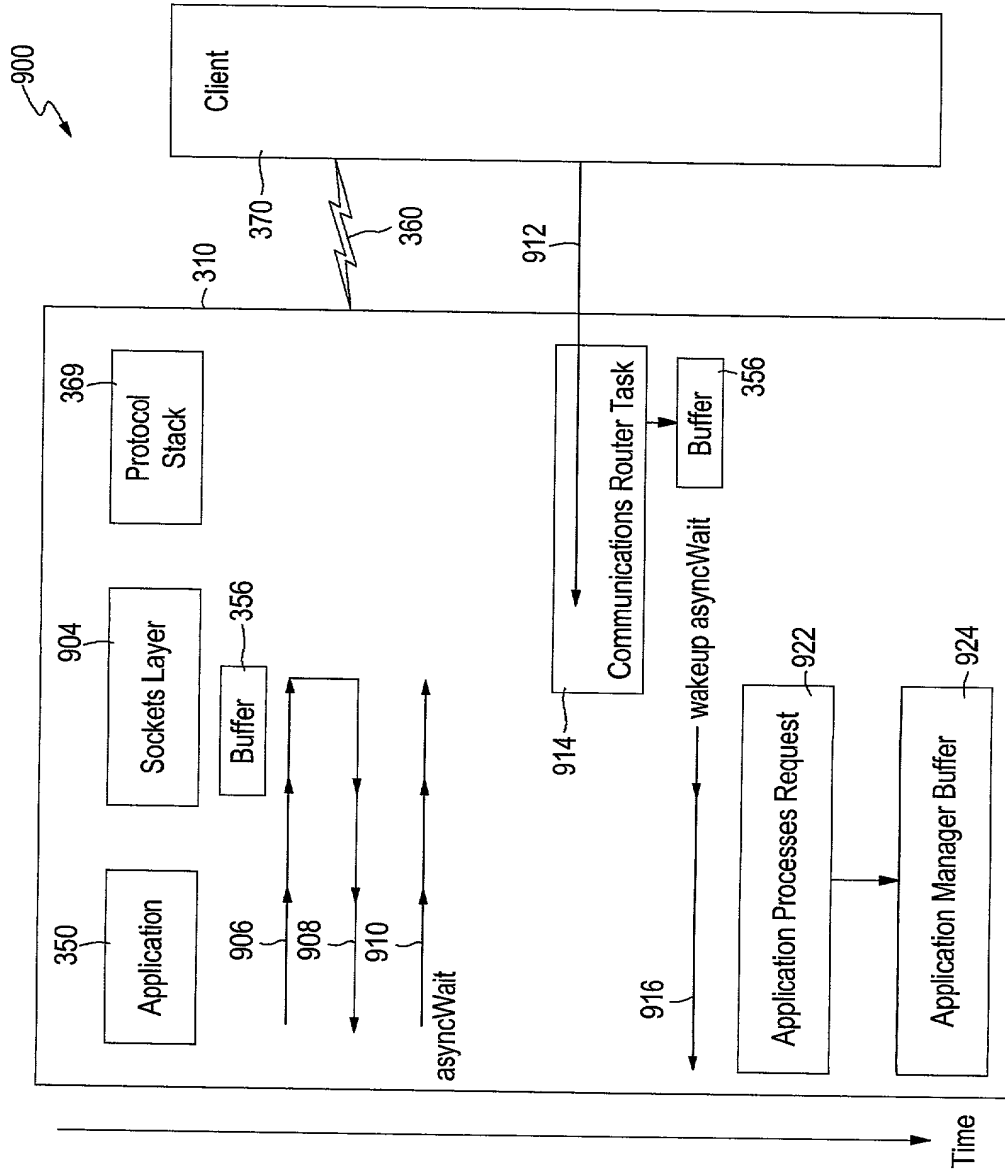 900
Client
370
360
912
310
369
Protocol
Stack
904
Sockets Layer
356
Buffer
350
Application
906
908
910
asyncWait
914
Communications Router Task
356
Buffer
916
wakeup asyncWait
922
Application Processes Request
924
Application Manager Buffer
Time